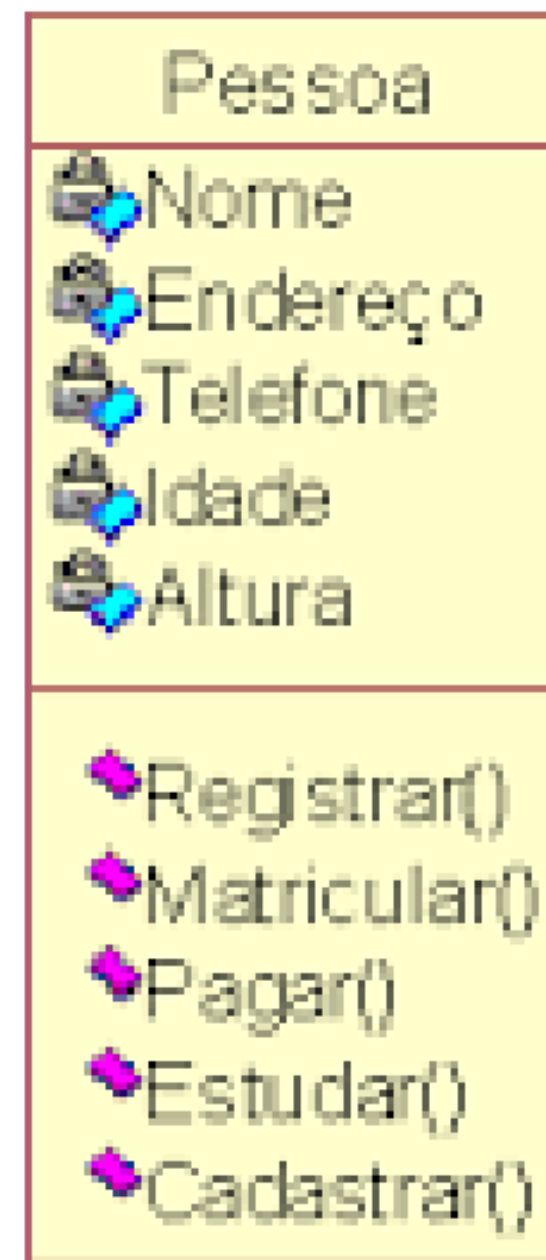 Pessoa
Nome
Endereço
Telefone
Idade
Altura
Registrar()
Matricular()
Pagar()
Estudar()
Cadastrar()